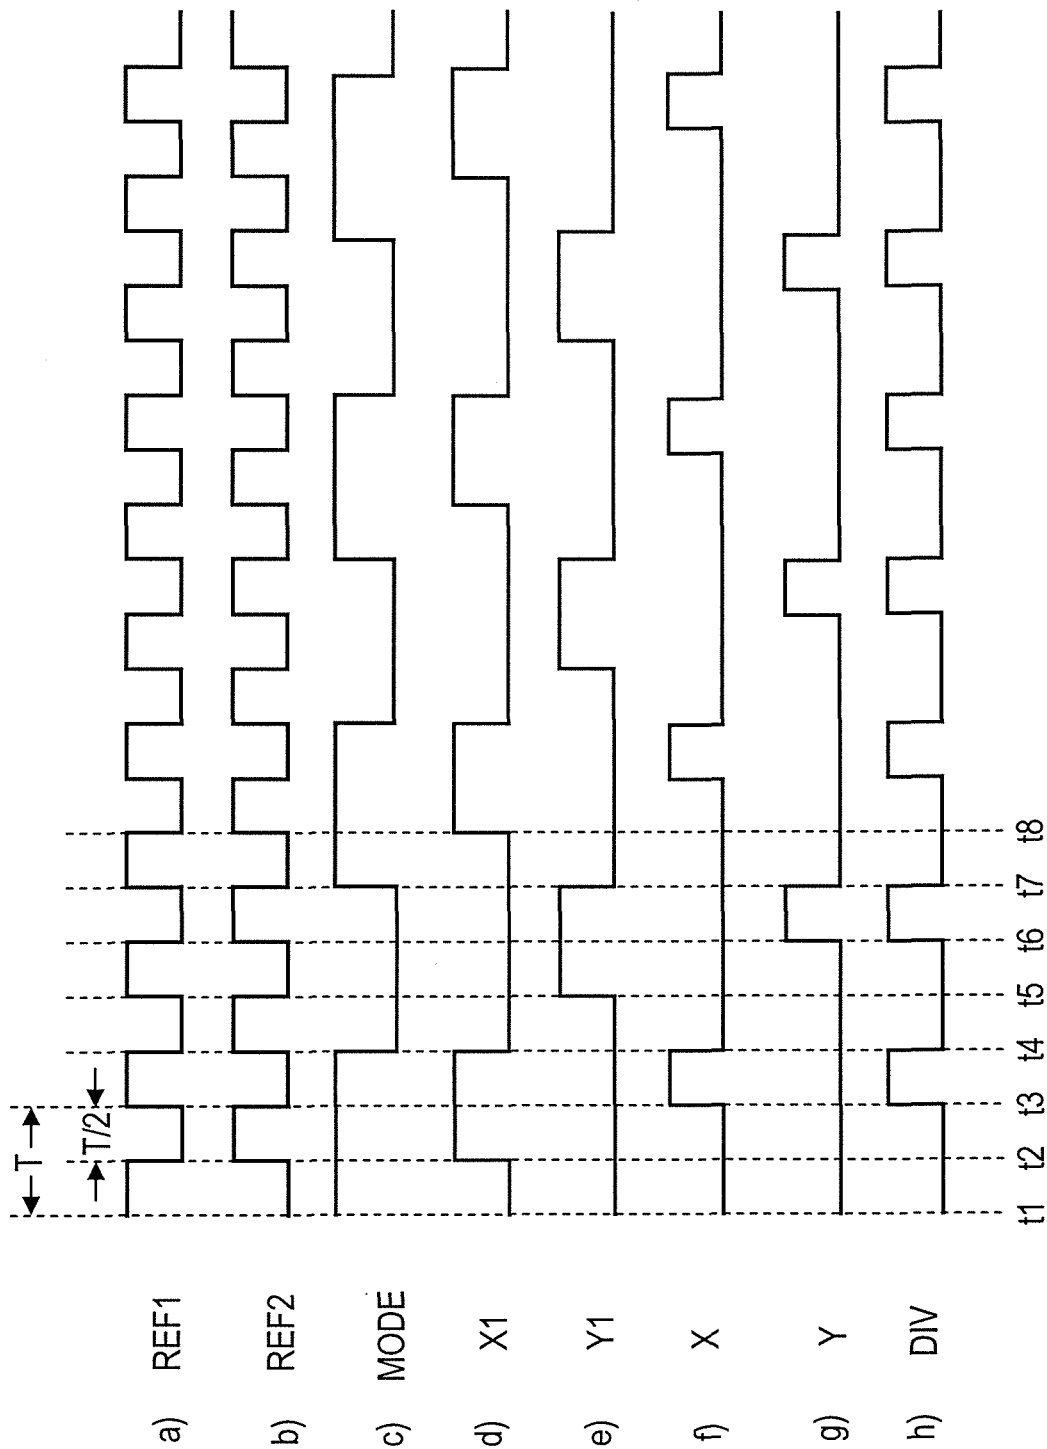 T
T/2
a) REF1
b) REF2
c) MODE
d) X1
e) Y1
f) X
g) Y
h) DIV
t1 t2 t3 t4 t5 t6 t7 t8